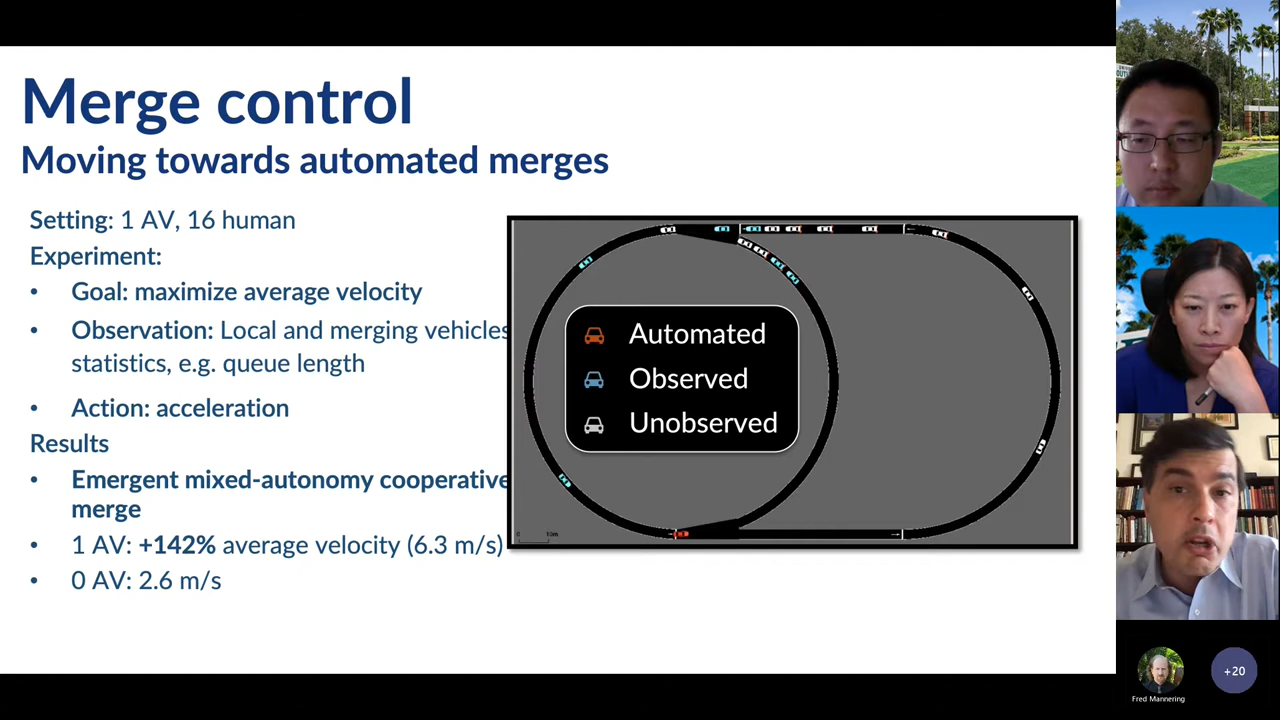 Merge control
Moving towards automated merges
Setting: 1 AV, 16 human
Experiment:
• Goal: maximize average velocity
• Observation: Local and merging vehicles
statistics, e.g. queue length
• Action: acceleration
Results
• Emergent mixed-autonomy cooperative
merge
• 1 AV: +142% average velocity (6.3 m/s)
• 0 AV: 2.6 m/s
Automated
Observed
Unobserved
Fred Mannering
+20